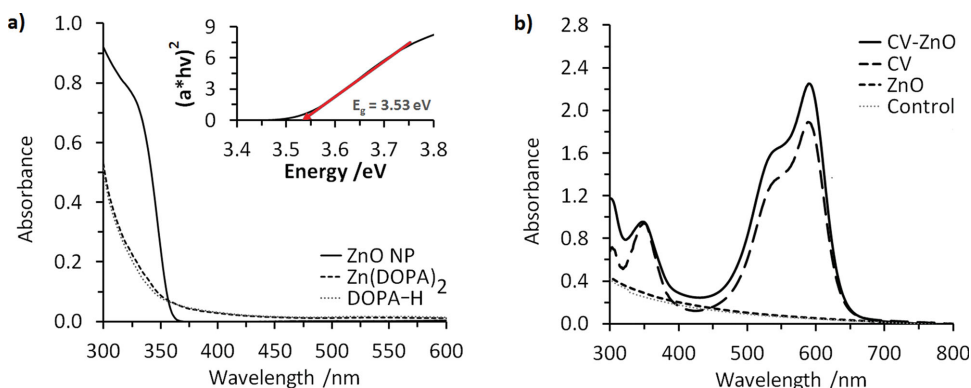 a)
1.0
0.8
0.6
0.4
0.2
0.0
Absorbance
300 350 400 450 500 550 600
Wavelength /nm
9
6
3
0
(a*hv)²
E_g = 3.53 eV
3.4 3.5 3.6 3.7 3.8
Energy /eV
ZnO NP
Zn(DOPA)₂
DOPA-H
b)
2.8
2.4
2.0
1.6
1.2
0.8
0.4
0.0
Absorbance
300 400 500 600 700 800
Wavelength /nm
CV-ZnO
CV
ZnO
Control